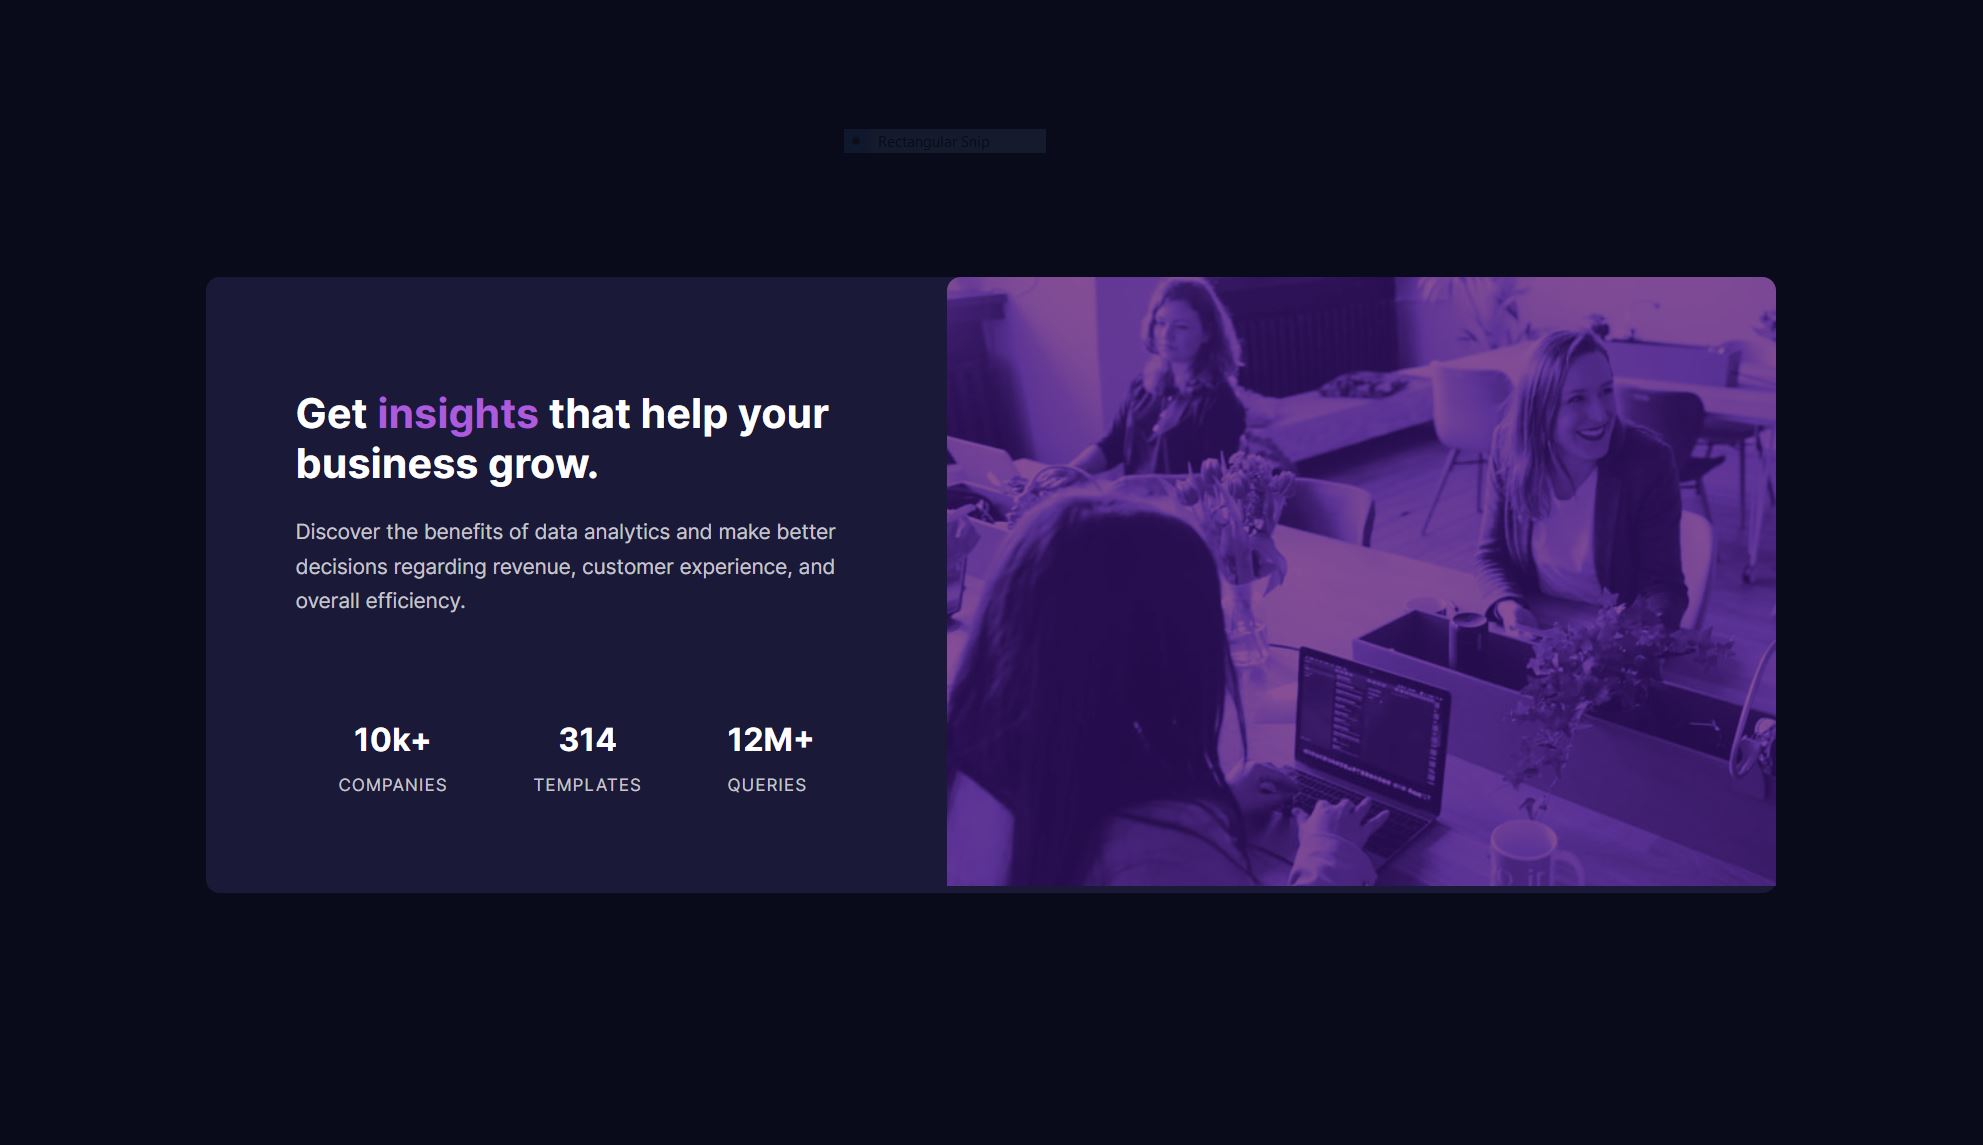 Rectangular Snip
Get insights that help your
business grow.
Discover the benefits of data analytics and make better
decisions regarding revenue, customer experience, and
overall efficiency.
10k+ 314 12M+
COMPANIES TEMPLATES QUERIES